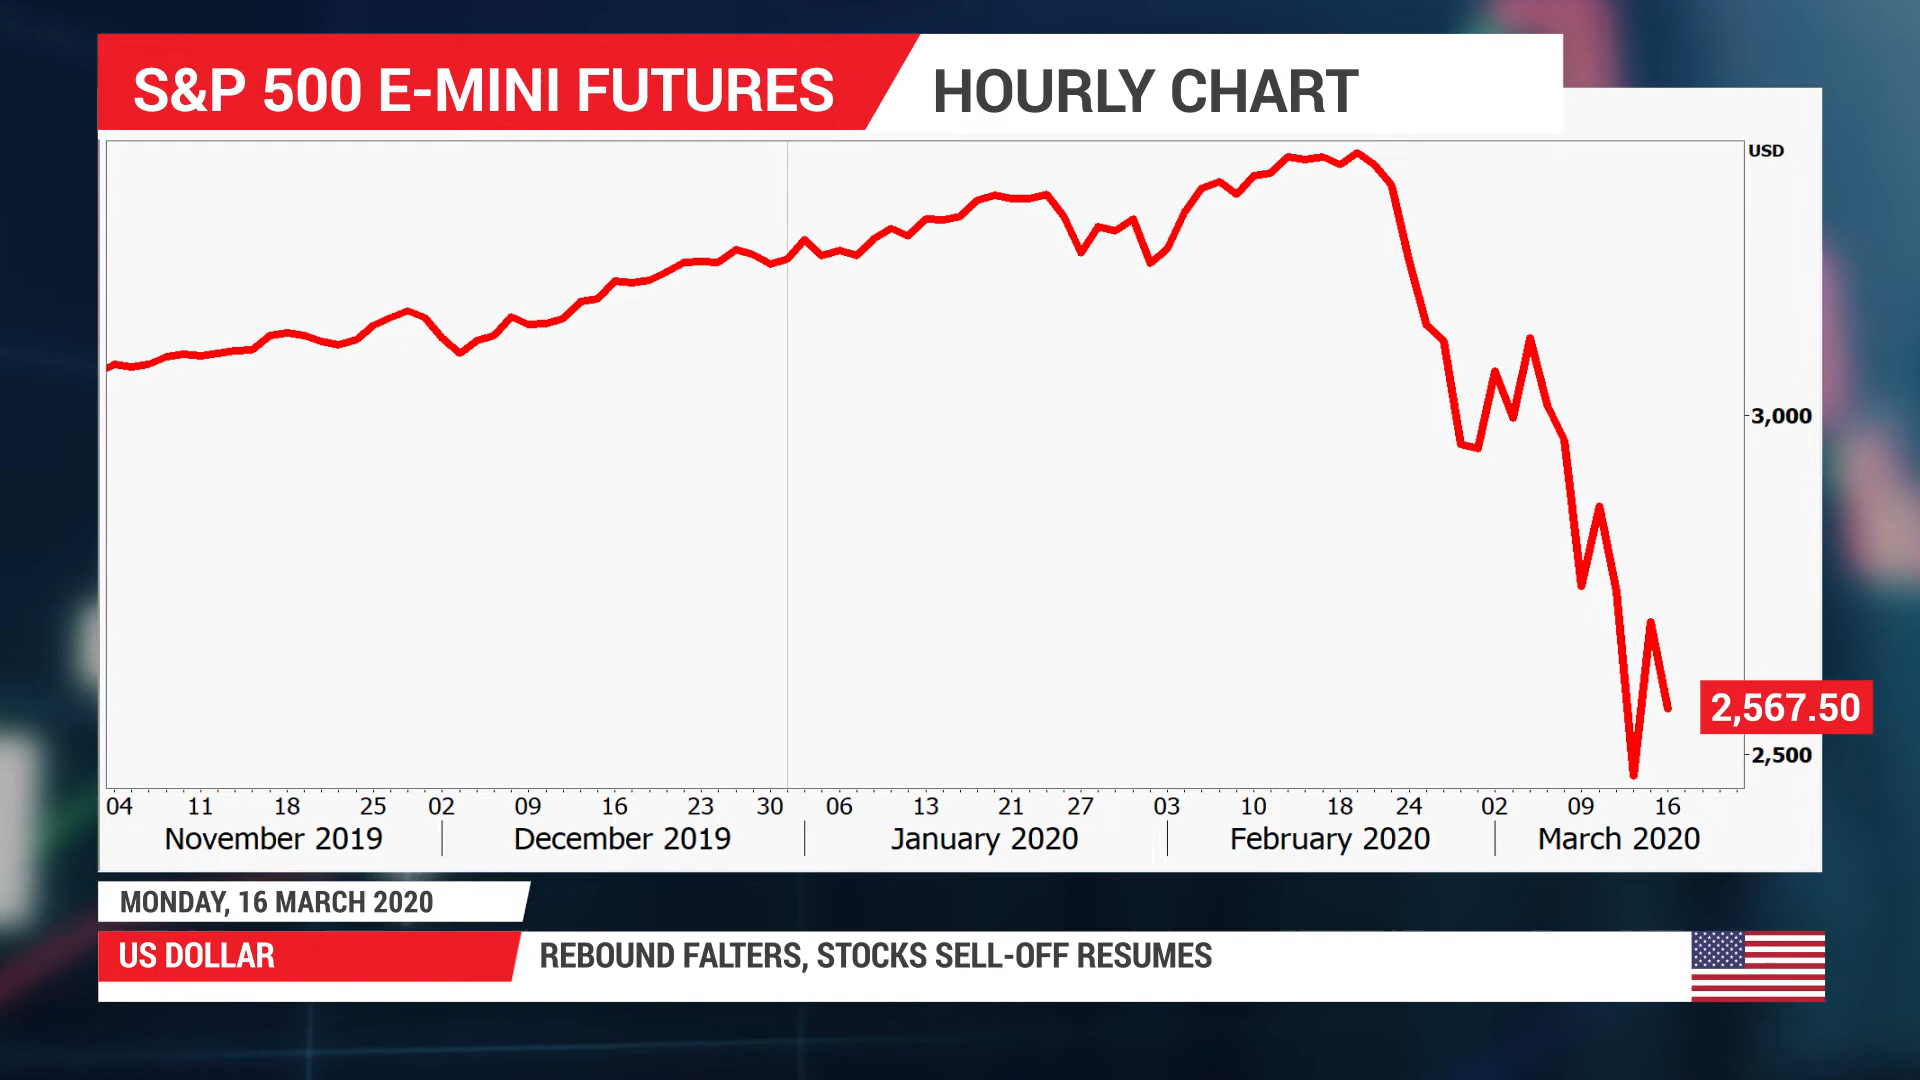 S&P 500 E-MINI FUTURES
HOURLY CHART
USD
3,000
2,567.50
2,500
04 11 18 25 02 09 16 23 30 06 13 21 27 03 10 18 24 02 09 16
November 2019 December 2019 January 2020 February 2020 March 2020
MONDAY, 16 MARCH 2020
US DOLLAR
REBOUND FALTERS, STOCKS SELL-OFF RESUMES